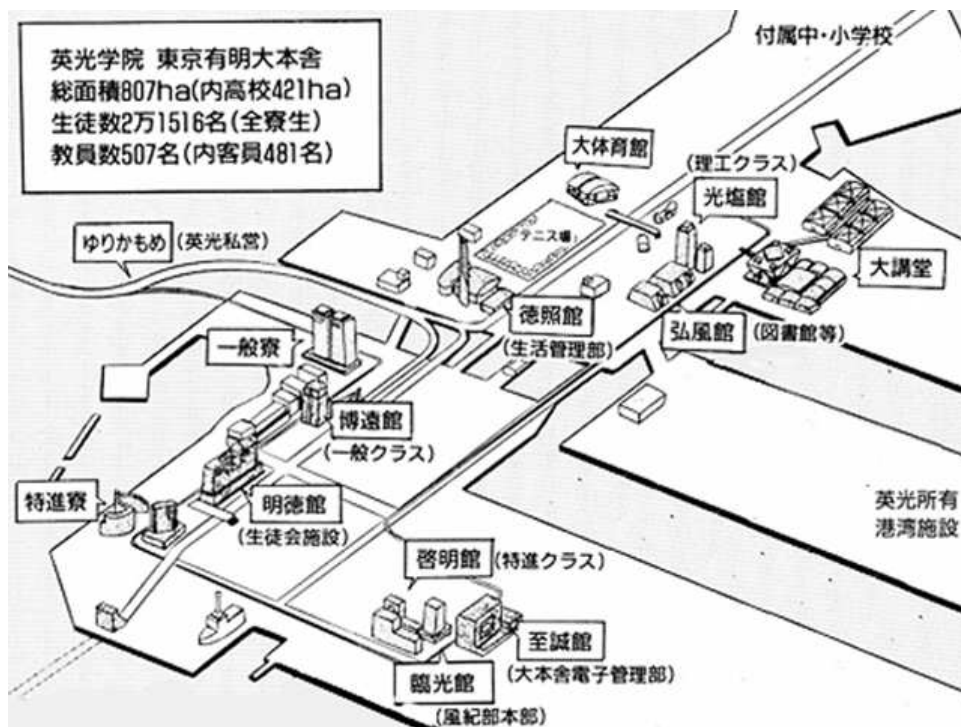 英光学院 東京有明大本舎
総面積807ha(内高校421ha)
生徒数2万1516名(全寮生)
教員数507名(内客員481名)
付属中・小学校
大体育館
(理工クラス)
光塩館
テニス場
ゆりかもめ (英光私営)
大講堂
徳照館
(生活管理部)
弘風館 (図書館等)
一般寮
博遠館
(一般クラス)
特進寮
明徳館
(生徒会施設)
英光所有
港湾施設
啓明館 (特進クラス)
至誠館
(大本舎電子管理部)
臨光館
(風紀部本部)